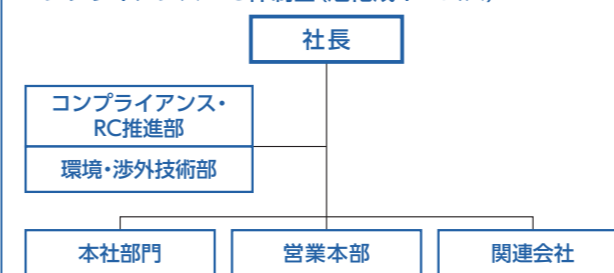 社長
コンプライアンス・
RC推進部
環境・渉外技術部
本社部門
営業本部
関連会社